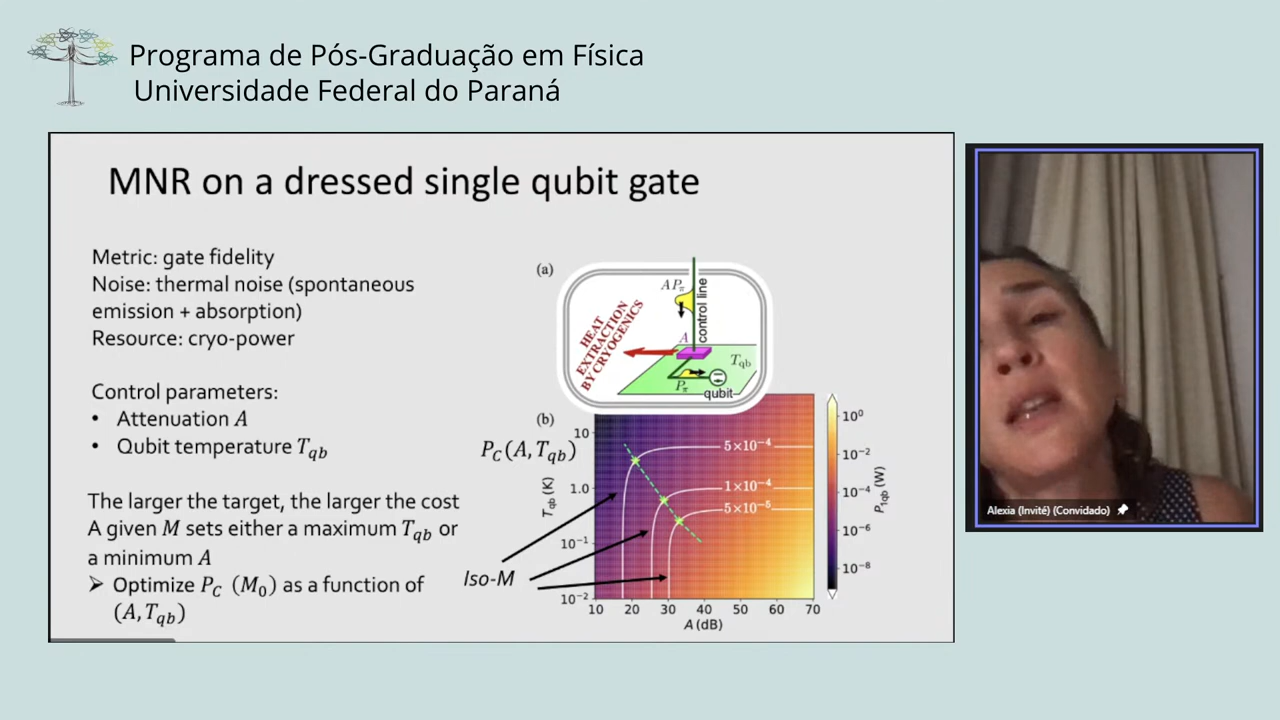 Programa de Pós-Graduação em Física
Universidade Federal do Paraná
MNR on a dressed single qubit gate
Metric: gate fidelity
Noise: thermal noise (spontaneous
emission + absorption)
Resource: cryo-power
Control parameters:
• Attenuation A
• Qubit temperature T_qb
The larger the target, the larger the cost
A given M sets either a maximum T_qb or
a minimum A
➢ Optimize P_C (M_0) as a function of
(A, T_qb)
(a)
HEAT
EXTRACTION
BY CRYOGENICS
A P_π
control line
A
T_qb
P_π
qubit
(b)
P_C(A, T_qb)
Iso-M
T_qb (K)
10
1.0
10^-1
10^-2
5×10^-4
1×10^-4
5×10^-5
10 20 30 40 50 60 70
A (dB)
10^0
10^-2
10^-4
10^-6
10^-8
P_1qb (W)
Alexia (Invité) (Convidado)